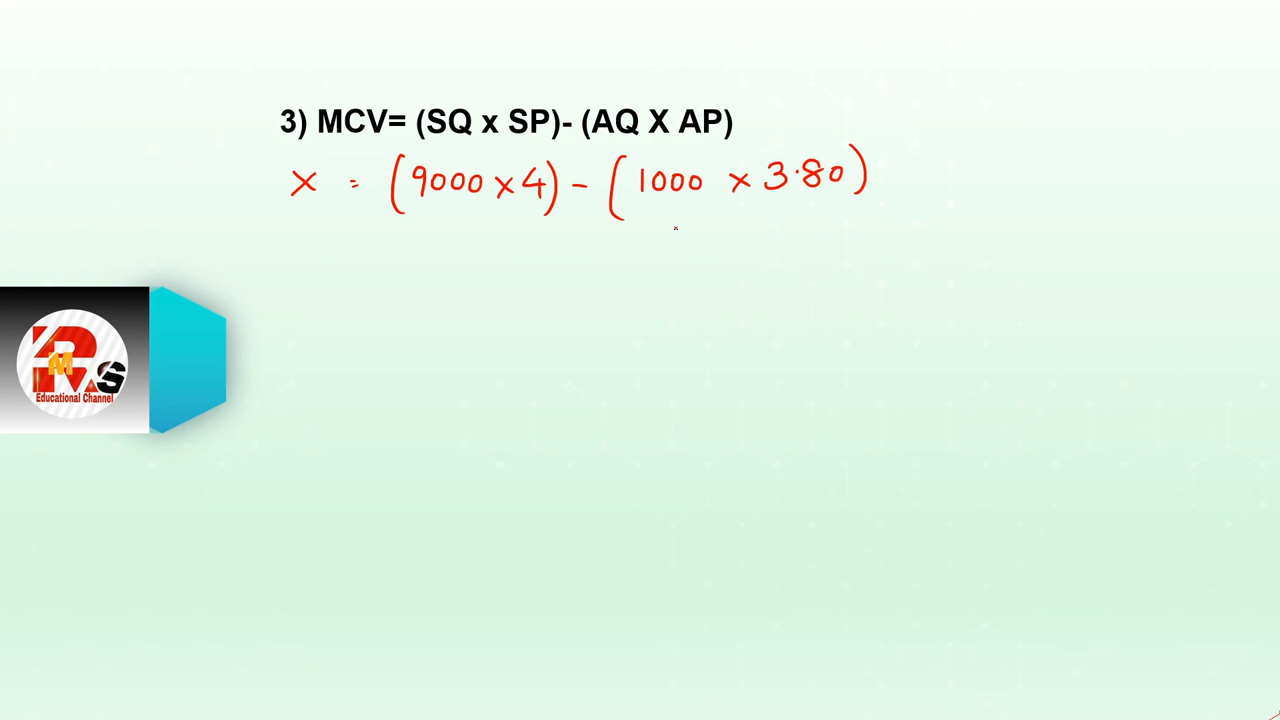 3) MCV= (SQ x SP)- (AQ X AP)
x = (9000 x 4) - (1000 x 3.80)
M
S
Educational Channel